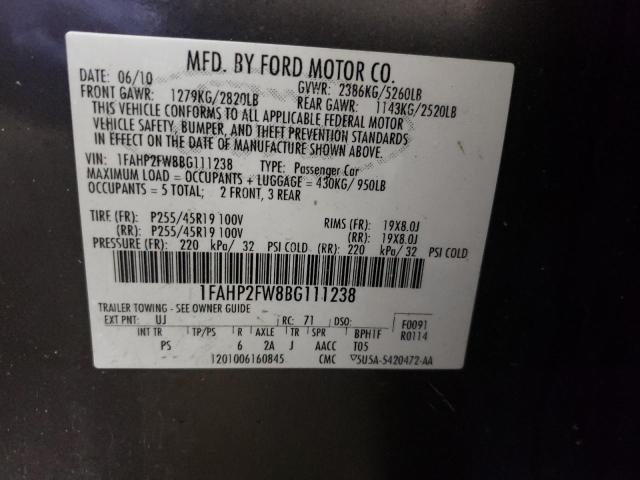 MFD. BY FORD MOTOR CO.
DATE: 06/10 GVWR: 2386KG/5260LB
FRONT GAWR: 1279KG/2820LB REAR GAWR: 1143KG/2520LB
THIS VEHICLE CONFORMS TO ALL APPLICABLE FEDERAL MOTOR
VEHICLE SAFETY, BUMPER, AND THEFT PREVENTION STANDARDS
IN EFFECT ON THE DATE OF MANUFACTURE SHOWN ABOVE.
VIN: 1FAHP2FW8BG111238 TYPE: Passenger Car
MAXIMUM LOAD = OCCUPANTS + LUGGAGE = 430KG/ 950LB
OCCUPANTS = 5 TOTAL; 2 FRONT, 3 REAR
TIRE (FR): P255/45R19 100V RIMS (FR): 19X8.0J
(RR): P255/45R19 100V (RR): 19X8.0J
PRESSURE (FR): 220 kPa/ 32 PSI COLD (RR): 220 kPa/ 32 PSI COLD
1FAHP2FW8BG111238
TRAILER TOWING - SEE OWNER GUIDE
EXT PNT: UJ RC: 71 DSO: F0091
INT TR TP/PS R AXLE TR SPR BPH1F R0114
PS 6 2A J AACC T05
1201006160845 CMC 5U5A-5420472-AA